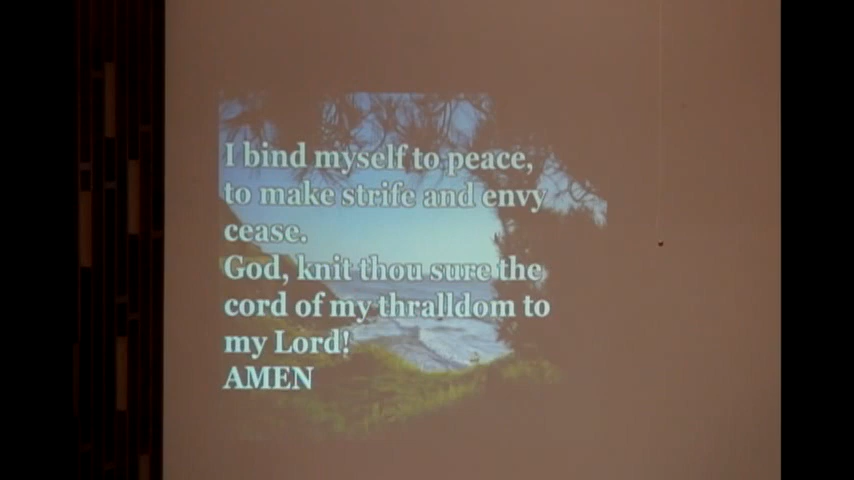 I bind myself to peace,
to make strife and envy
cease.
God, knit thou sure the
cord of my thralldom to
my Lord!
AMEN